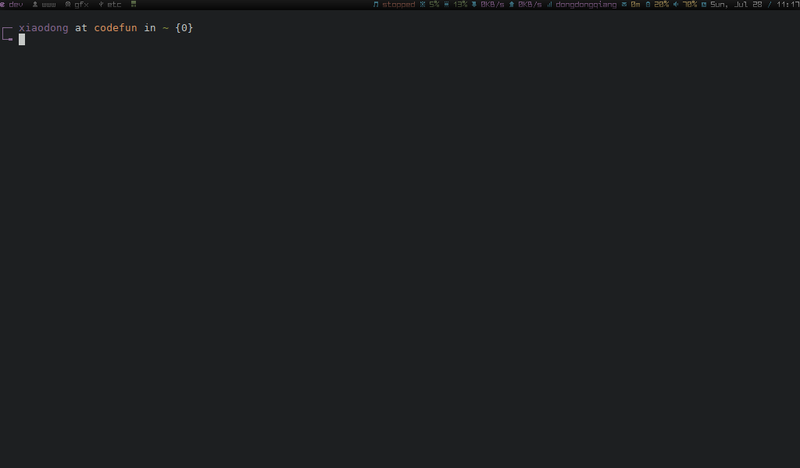 dev www gfx etc stopped 5% 13% 0KB/s 0KB/s dongdongqiang 0m 20% 70% Sun, Jul 20 / 11:17
xiaodong at codefun in ~ {0}